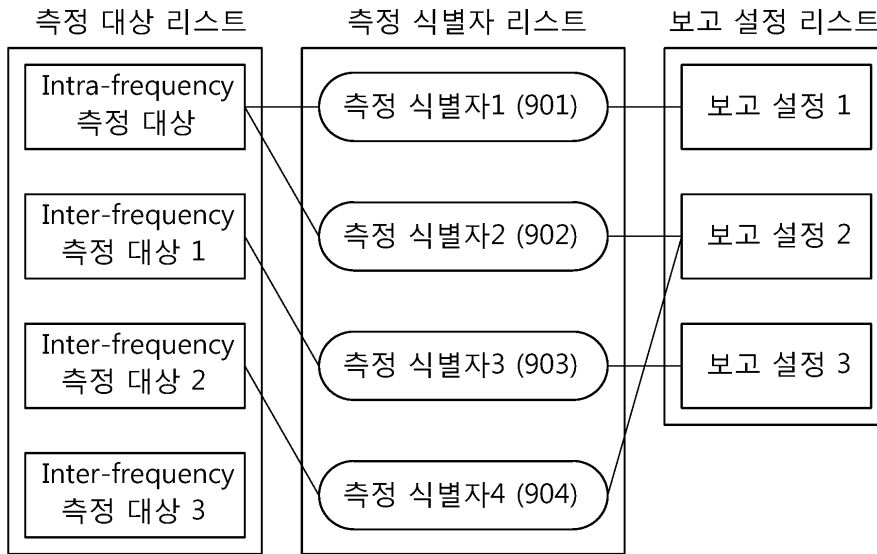 측정 대상 리스트
Intra-frequency
측정 대상
Inter-frequency
측정 대상 1
Inter-frequency
측정 대상 2
Inter-frequency
측정 대상 3
측정 식별자 리스트
측정 식별자1 (901)
측정 식별자2 (902)
측정 식별자3 (903)
측정 식별자4 (904)
보고 설정 리스트
보고 설정 1
보고 설정 2
보고 설정 3